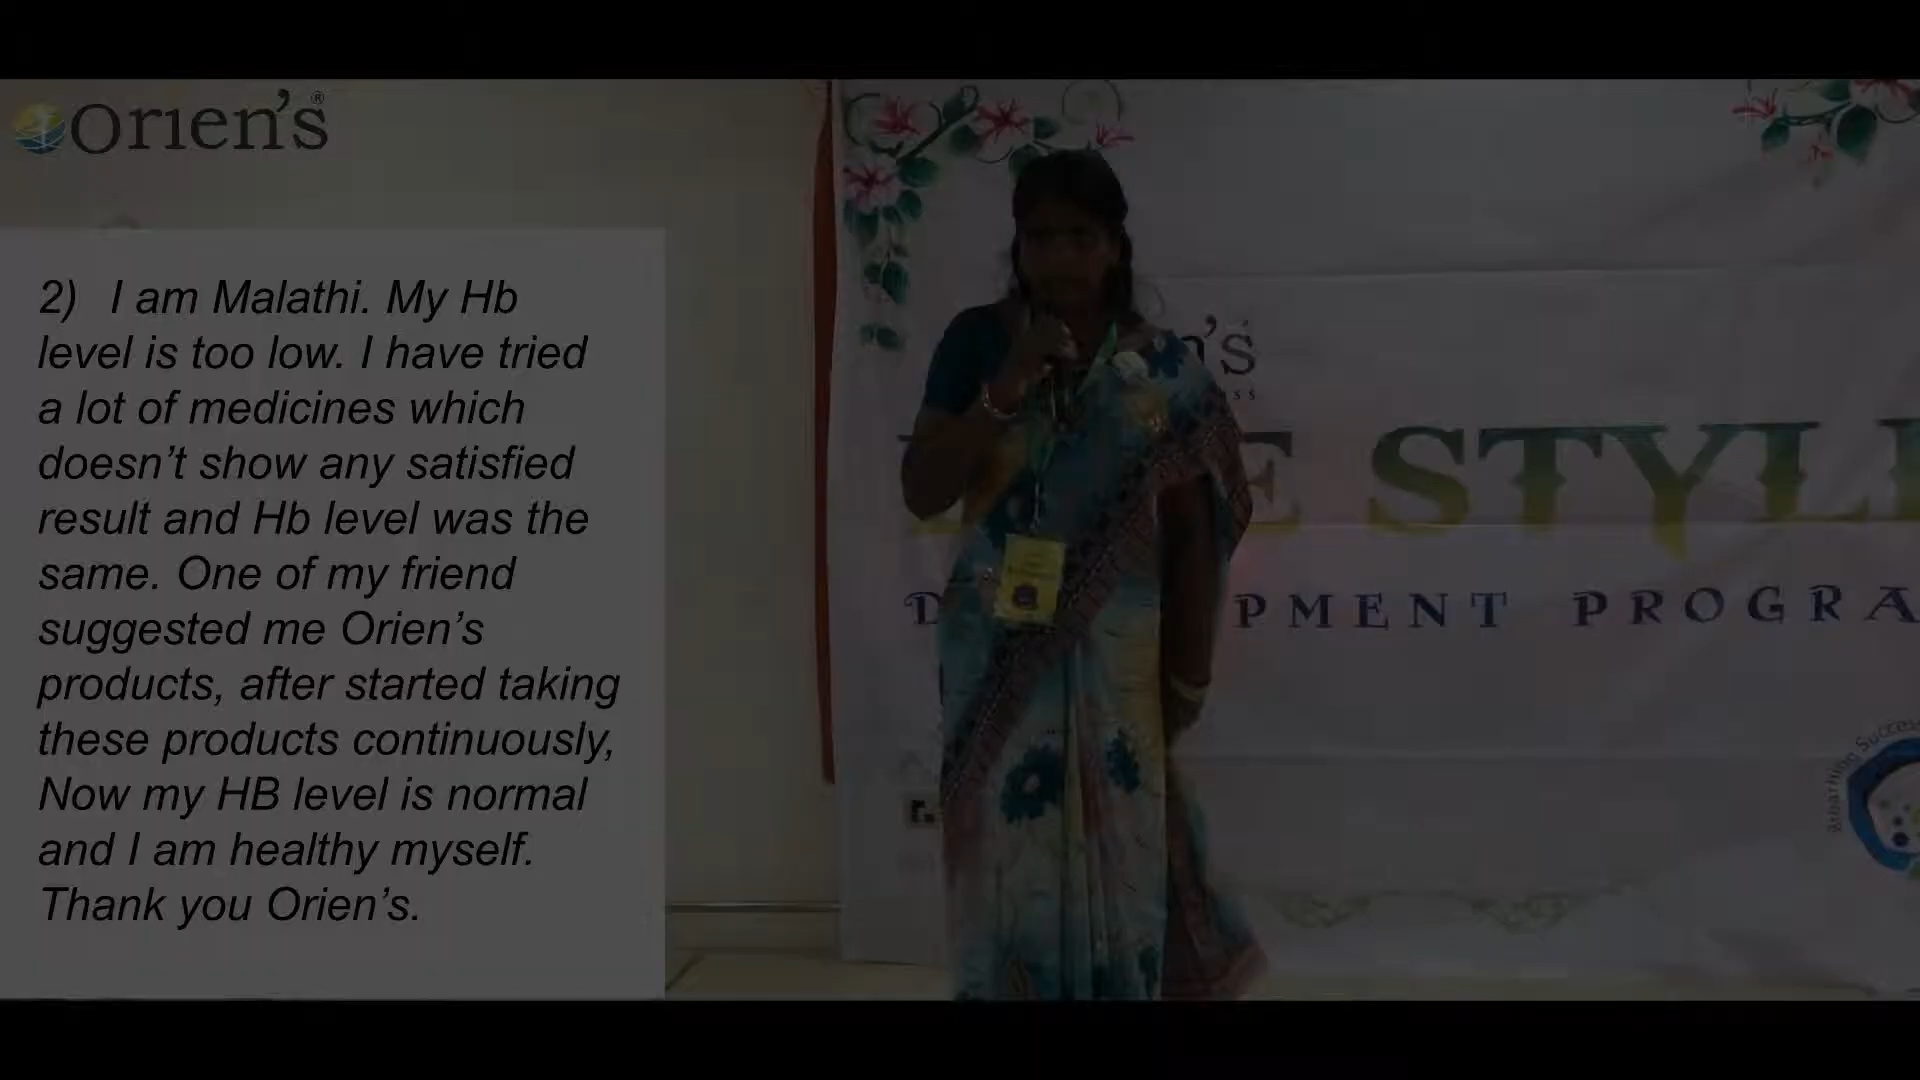 Orien's®
2) I am Malathi. My Hb
level is too low. I have tried
a lot of medicines which
doesn’t show any satisfied
result and Hb level was the
same. One of my friend
suggested me Orien’s
products, after started taking
these products continuously,
Now my HB level is normal
and I am healthy myself.
Thank you Orien’s.
n's
ss
E STYL
D PMENT PROGRA